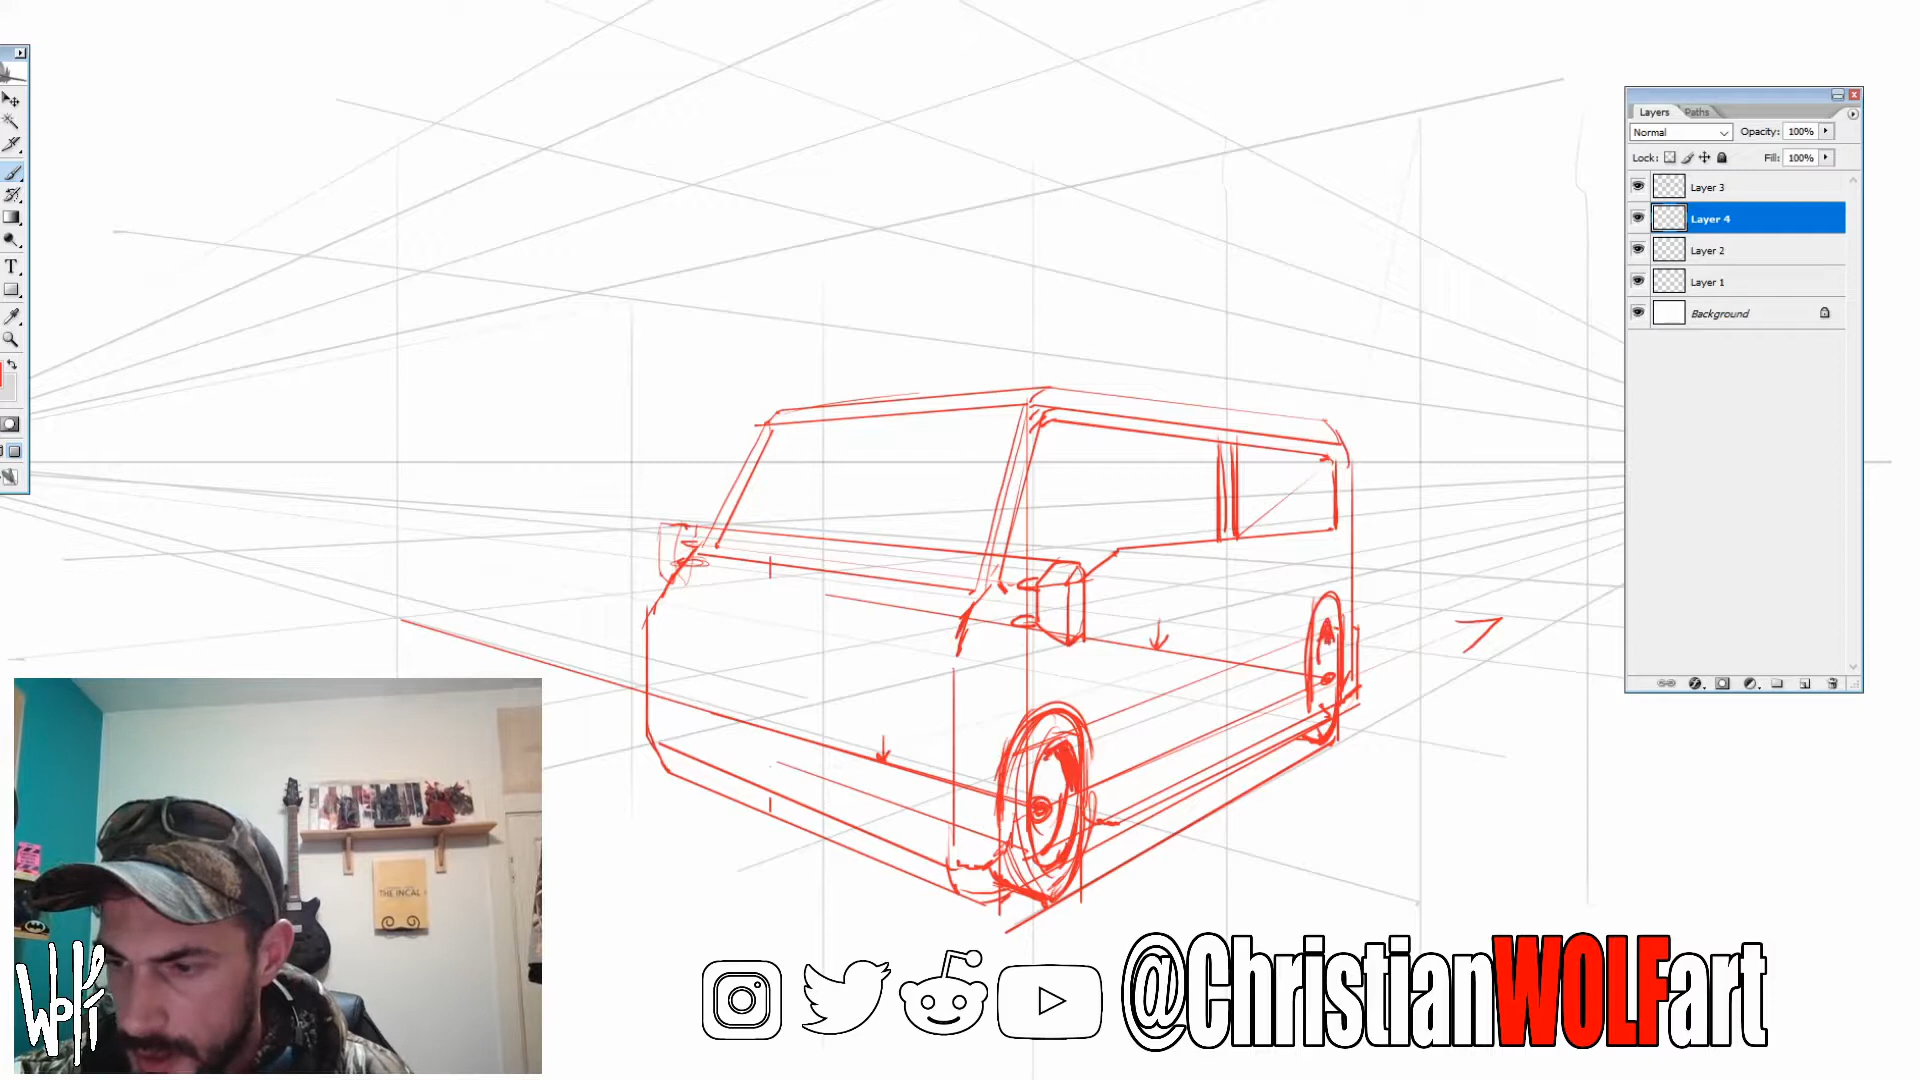 Layers Paths
Normal Opacity: 100%
Lock: Fill: 100%
Layer 3
Layer 4
Layer 2
Layer 1
Background
T
THE INCAL
@ChristianWOLFart